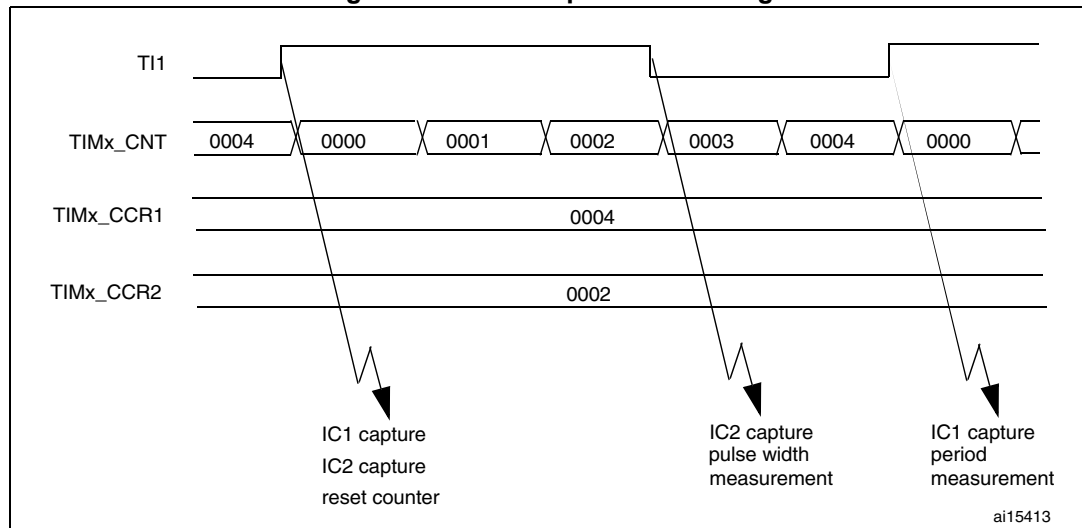 TI1
TIMx_CNT 0004 0000 0001 0002 0003 0004 0000
TIMx_CCR1 0004
TIMx_CCR2 0002
IC1 capture
IC2 capture
reset counter
IC2 capture
pulse width
measurement
IC1 capture
period
measurement
ai15413